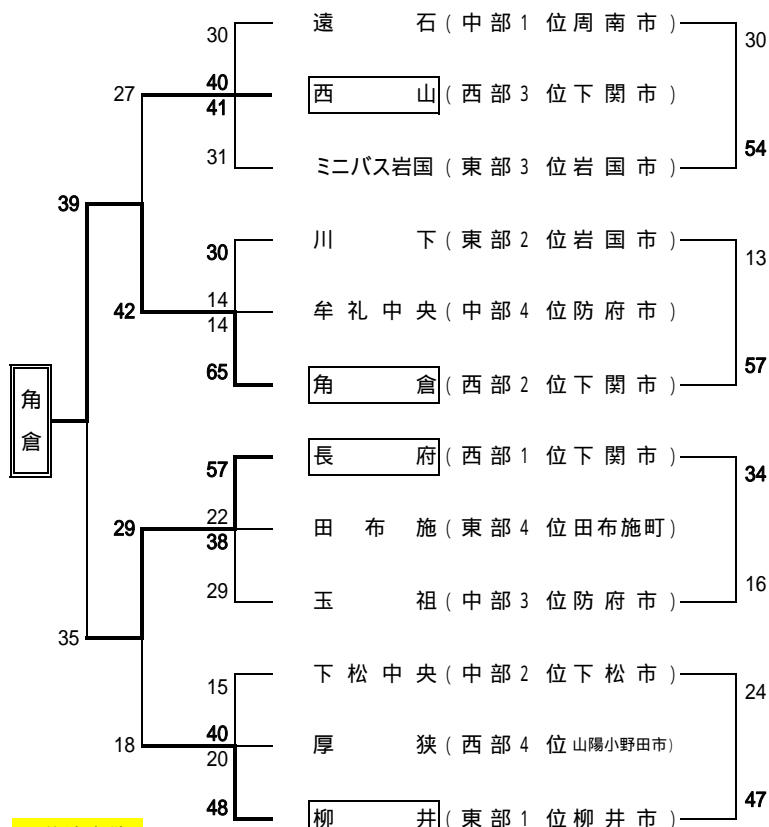 30
遠石(中部1位周南市)
30
27
40
41
西山(西部3位下関市)
31
ミニバス岩国(東部3位岩国市)
54
39
30
川下(東部2位岩国市)
13
42
14
14
牟礼中央(中部4位防府市)
65
角倉(西部2位下関市)
57
角倉
57
長府(西部1位下関市)
34
29
22
38
田布施(東部4位田布施町)
29
玉祖(中部3位防府市)
16
35
15
下松中央(中部2位下松市)
24
18
40
20
厚狭(西部4位山陽小野田市)
48
柳井(東部1位柳井市)
47